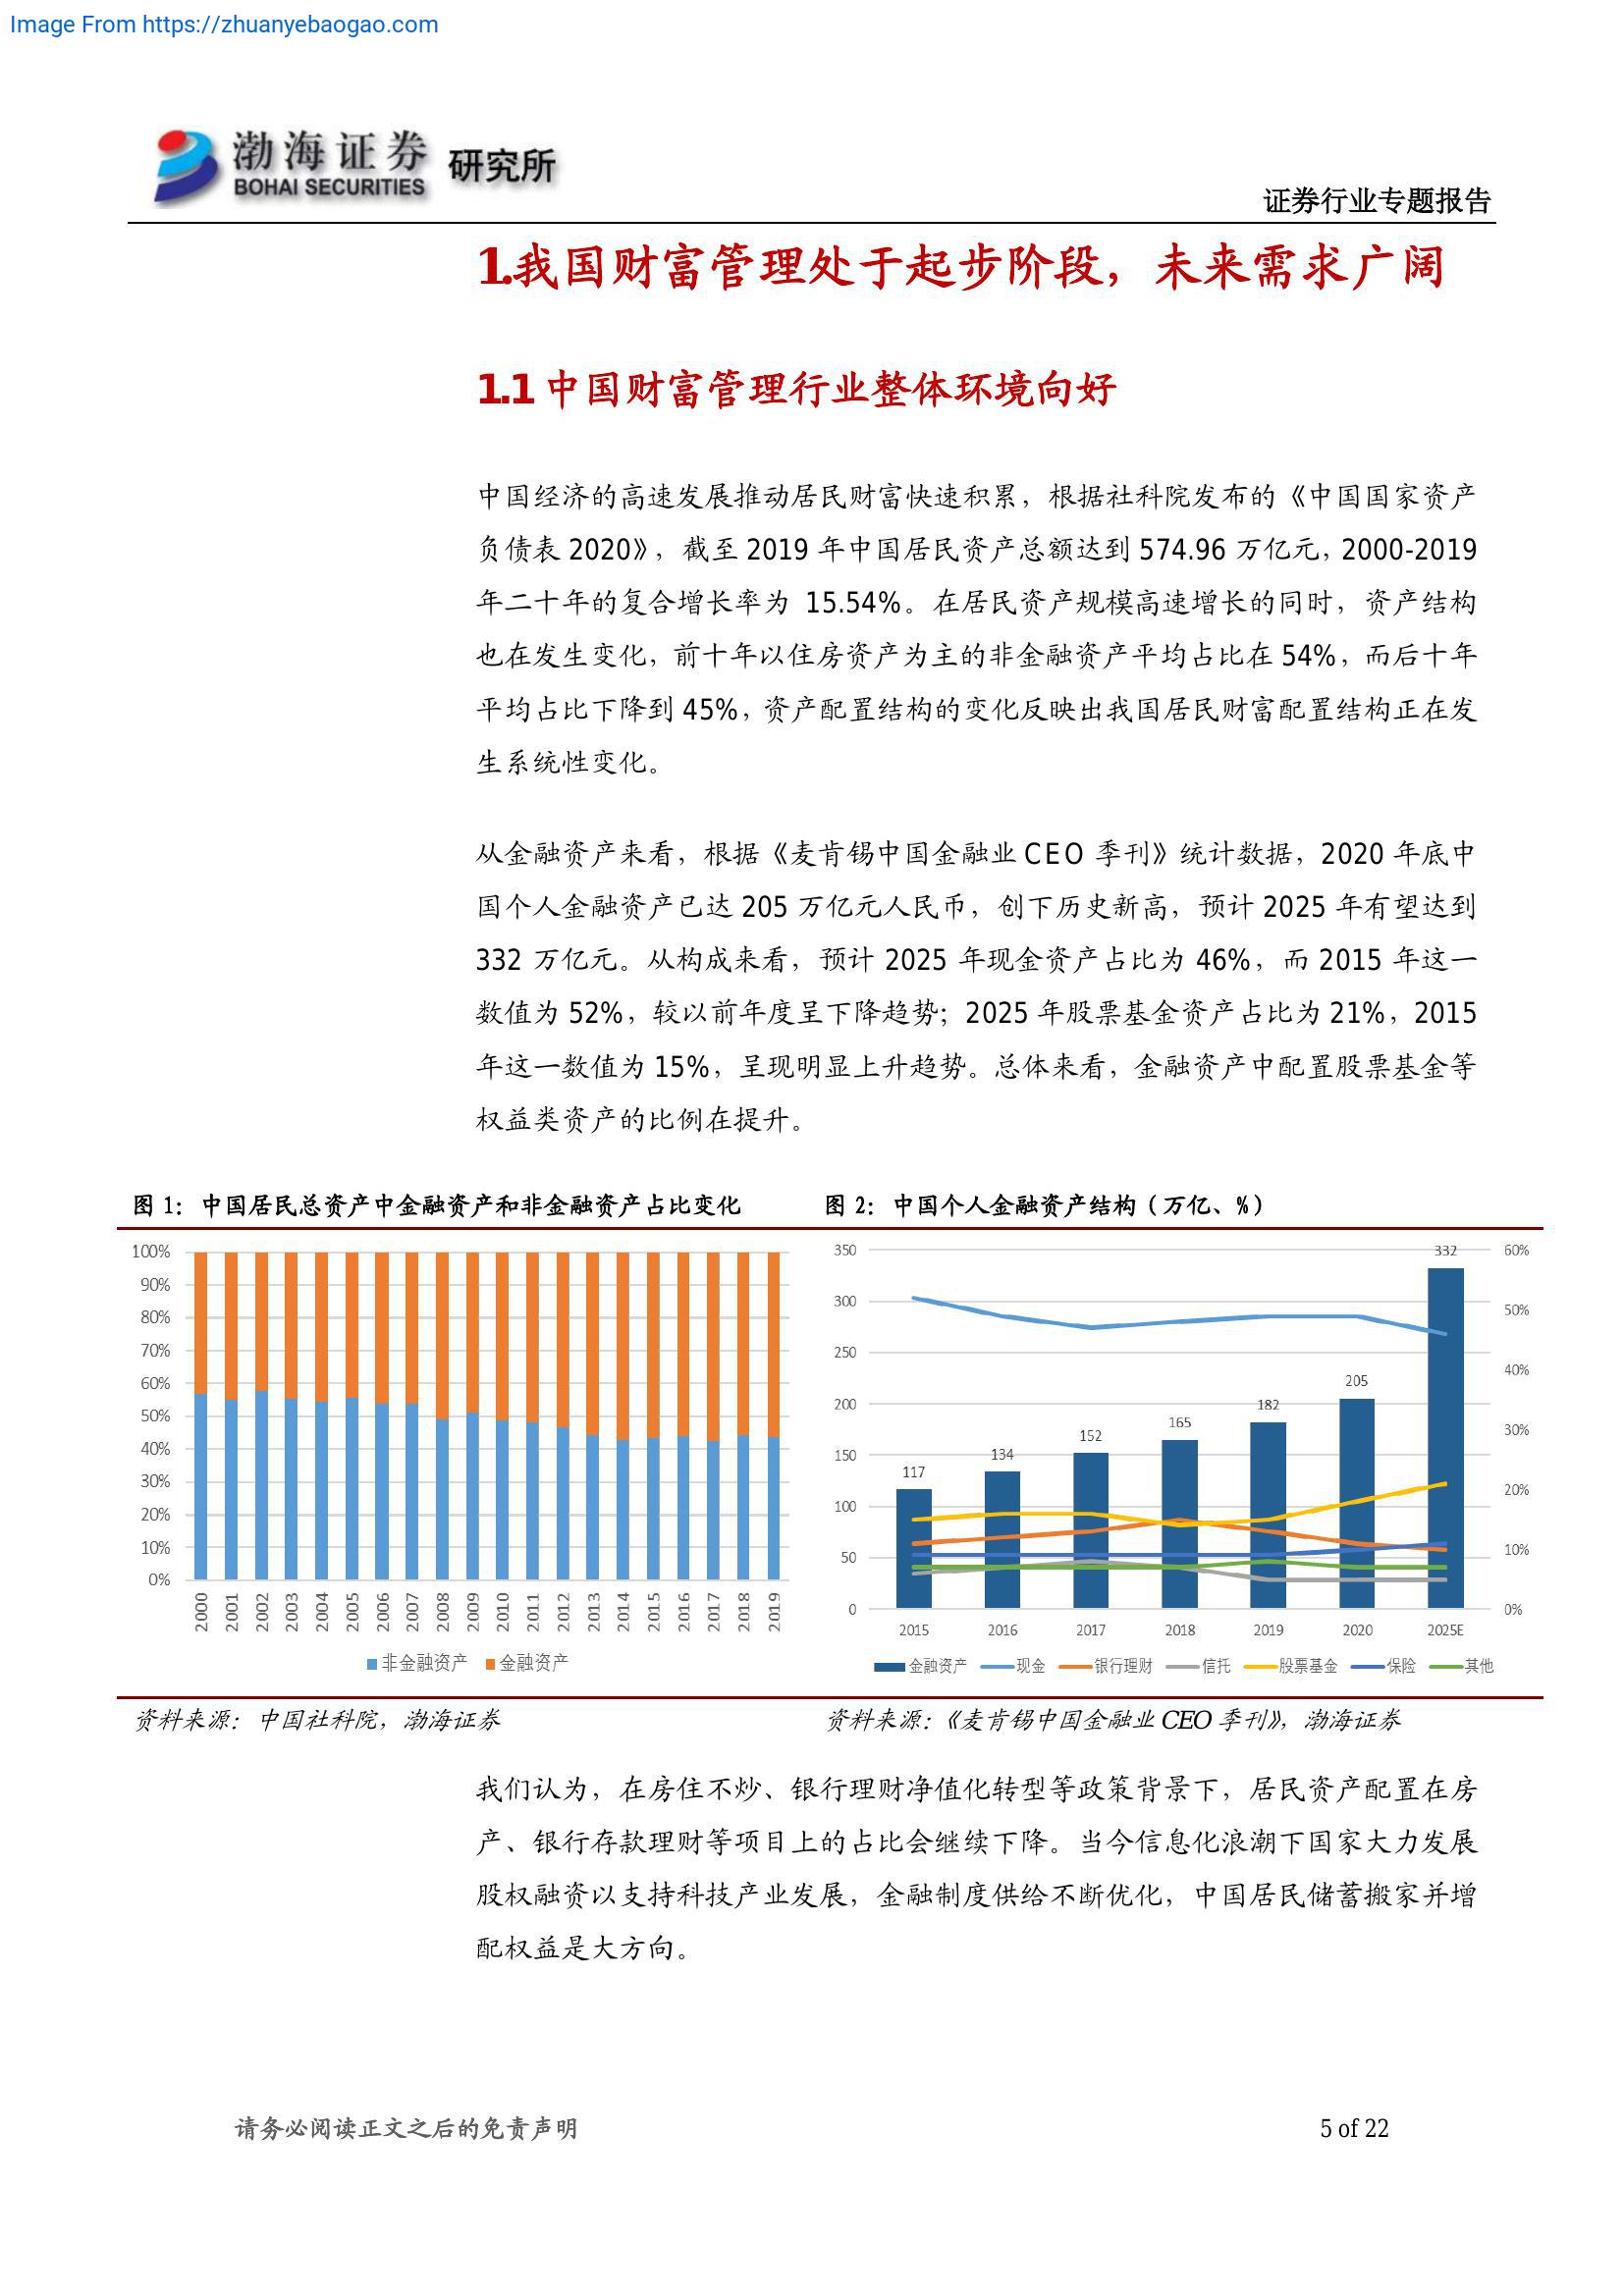 Image From https://zhuanyebaogao.com
渤海证券
BOHAI SECURITIES
研究所
证券行业专题报告
1.我国财富管理处于起步阶段，未来需求广阔
1.1 中国财富管理行业整体环境向好
中国经济的高速发展推动居民财富快速积累，根据社科院发布的《中国国家资产
负债表 2020》，截至 2019 年中国居民资产总额达到 574.96 万亿元，2000-2019
年二十年的复合增长率为 15.54%。在居民资产规模高速增长的同时，资产结构
也在发生变化，前十年以住房资产为主的非金融资产平均占比在 54%，而后十年
平均占比下降到 45%，资产配置结构的变化反映出我国居民财富配置结构正在发
生系统性变化。
从金融资产来看，根据《麦肯锡中国金融业 CEO 季刊》统计数据，2020 年底中
国个人金融资产已达 205 万亿元人民币，创下历史新高，预计 2025 年有望达到
332 万亿元。从构成来看，预计 2025 年现金资产占比为 46%，而 2015 年这一
数值为 52%，较以前年度呈下降趋势；2025 年股票基金资产占比为 21%，2015
年这一数值为 15%，呈现明显上升趋势。总体来看，金融资产中配置股票基金等
权益类资产的比例在提升。
图 1：中国居民总资产中金融资产和非金融资产占比变化
100%
90%
80%
70%
60%
50%
40%
30%
20%
10%
0%
2000 2001 2002 2003 2004 2005 2006 2007 2008 2009 2010 2011 2012 2013 2014 2015 2016 2017 2018 2019
非金融资产 金融资产
资料来源：中国社科院，渤海证券
图 2：中国个人金融资产结构（万亿、%）
350
300
250
200
150
100
50
0
117 134 152 165 182 205 332
60%
50%
40%
30%
20%
10%
0%
2015 2016 2017 2018 2019 2020 2025E
金融资产 现金 银行理财 信托 股票基金 保险 其他
资料来源：《麦肯锡中国金融业 CEO 季刊》，渤海证券
我们认为，在房住不炒、银行理财净值化转型等政策背景下，居民资产配置在房
产、银行存款理财等项目上的占比会继续下降。当今信息化浪潮下国家大力发展
股权融资以支持科技产业发展，金融制度供给不断优化，中国居民储蓄搬家并增
配权益是大方向。
请务必阅读正文之后的免责声明
5 of 22